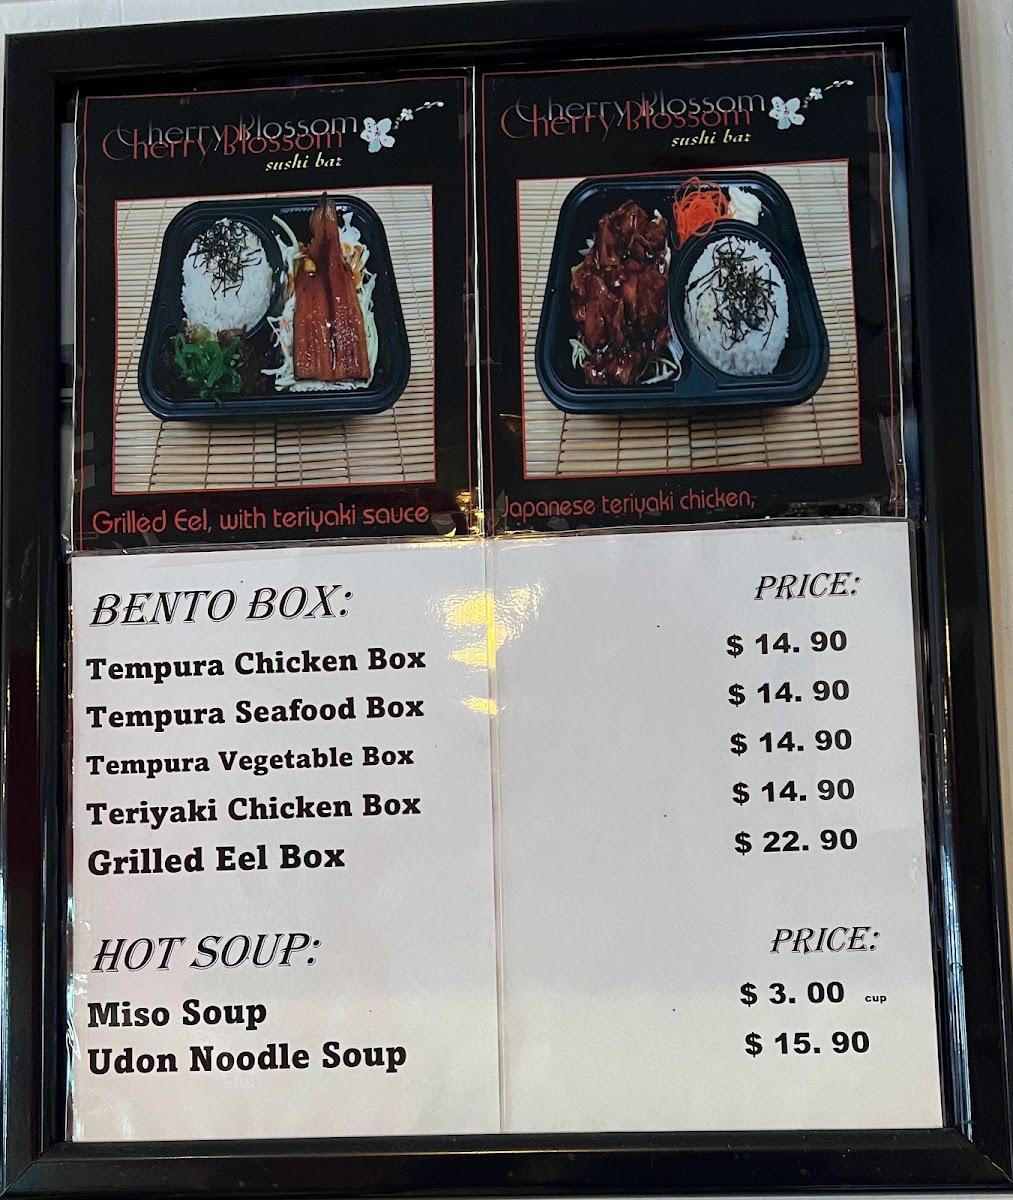 Cherry Blossom
sushi bar
Cherry Blossom
sushi bar
Grilled Eel, with teriyaki sauce
Japanese teriyaki chicken,
BENTO BOX: PRICE:
Tempura Chicken Box $ 14. 90
Tempura Seafood Box $ 14. 90
Tempura Vegetable Box $ 14. 90
Teriyaki Chicken Box $ 14. 90
Grilled Eel Box $ 22. 90
HOT SOUP: PRICE:
Miso Soup $ 3. 00 cup
Udon Noodle Soup $ 15. 90